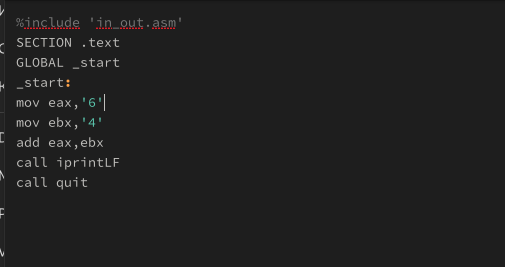 %include 'in_out.asm'
SECTION .text
GLOBAL _start
_start:
mov eax,'6'
mov ebx,'4'
add eax,ebx
call iprintLF
call quit